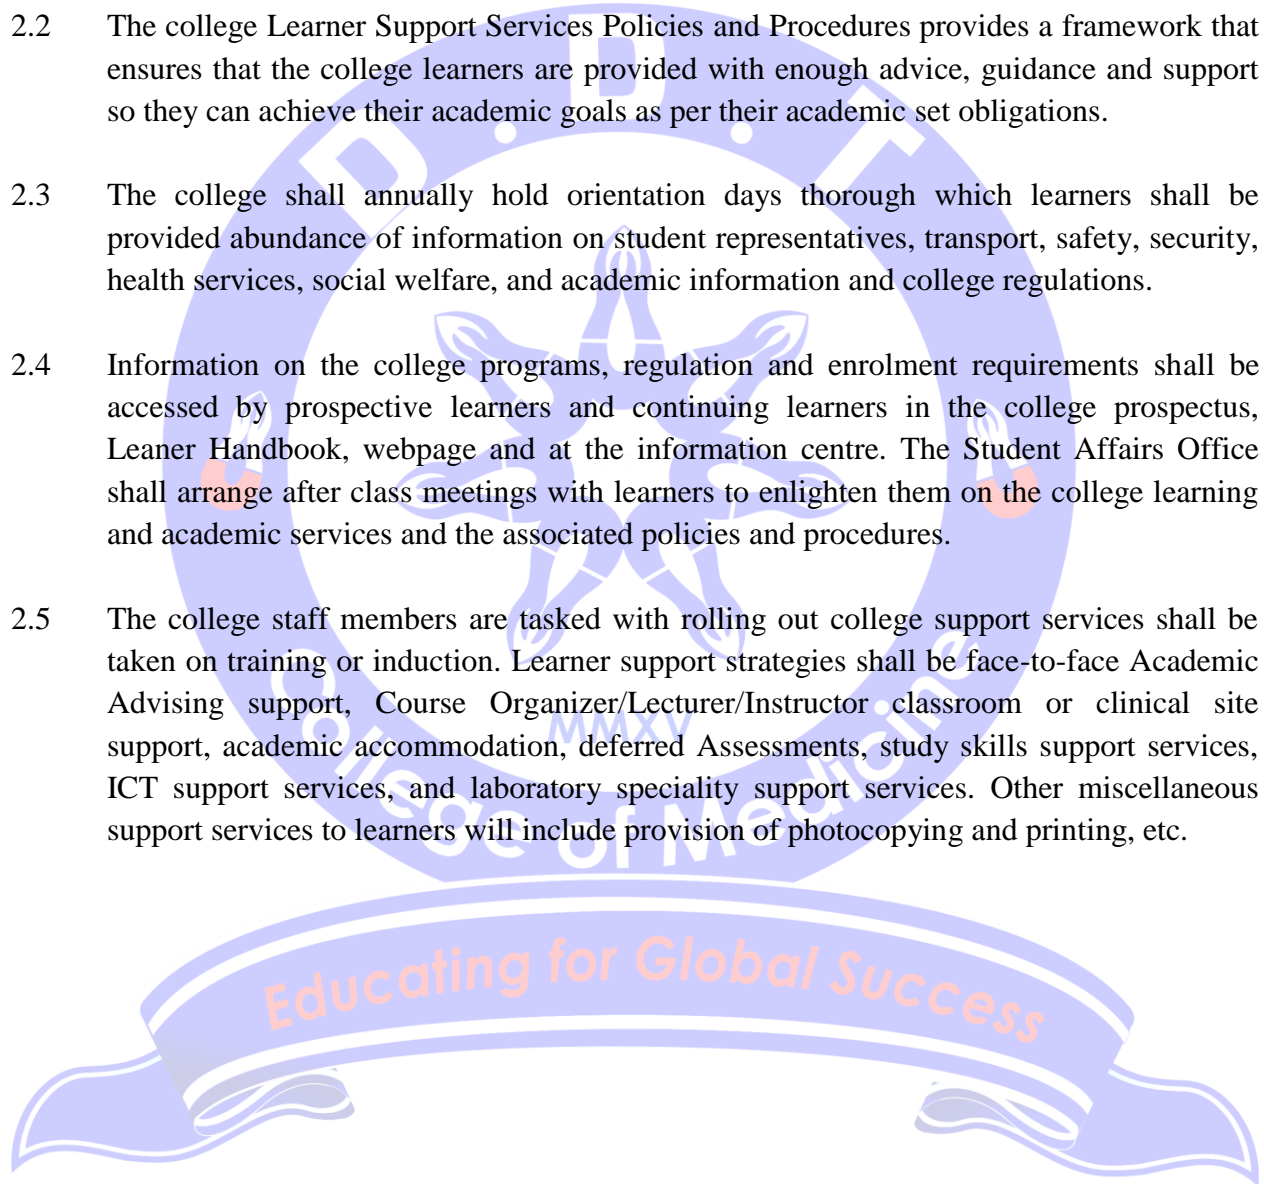 2.2 The college Learner Support Services Policies and Procedures provides a framework that
ensures that the college learners are provided with enough advice, guidance and support
so they can achieve their academic goals as per their academic set obligations.
2.3 The college shall annually hold orientation days thorough which learners shall be
provided abundance of information on student representatives, transport, safety, security,
health services, social welfare, and academic information and college regulations.
2.4 Information on the college programs, regulation and enrolment requirements shall be
accessed by prospective learners and continuing learners in the college prospectus,
Leaner Handbook, webpage and at the information centre. The Student Affairs Office
shall arrange after class meetings with learners to enlighten them on the college learning
and academic services and the associated policies and procedures.
2.5 The college staff members are tasked with rolling out college support services shall be
taken on training or induction. Learner support strategies shall be face-to-face Academic
Advising support, Course Organizer/Lecturer/Instructor classroom or clinical site
support, academic accommodation, deferred Assessments, study skills support services,
ICT support services, and laboratory speciality support services. Other miscellaneous
support services to learners will include provision of photocopying and printing, etc.
D.D.T
MMXV
College of Medicine
Educating for Global Success